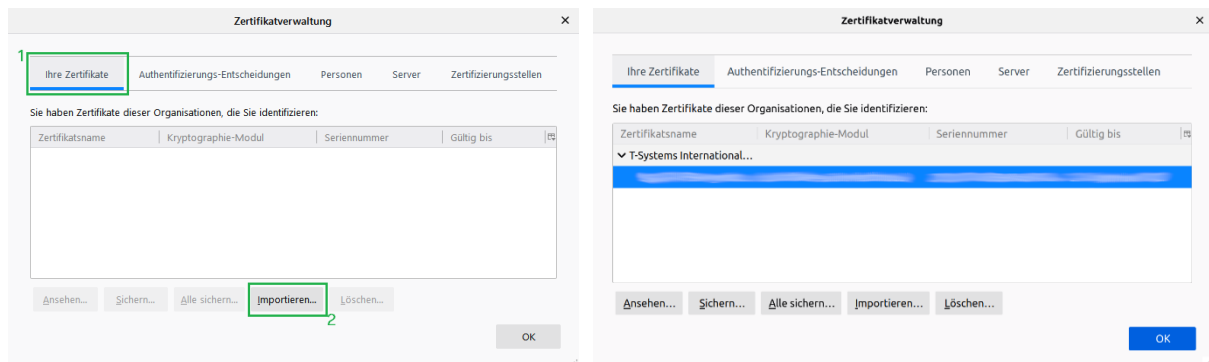 Zertifikatverwaltung
1
Ihre Zertifikate Authentifizierungs-Entscheidungen Personen Server Zertifizierungsstellen
Sie haben Zertifikate dieser Organisationen, die Sie identifizieren:
Zertifikatsname Kryptographie-Modul Seriennummer Gültig bis
Ansehen... Sichern... Alle sichern... Importieren... Löschen...
2
OK
Zertifikatverwaltung
Ihre Zertifikate Authentifizierungs-Entscheidungen Personen Server Zertifizierungsstellen
Sie haben Zertifikate dieser Organisationen, die Sie identifizieren:
Zertifikatsname Kryptographie-Modul Seriennummer Gültig bis
T-Systems International...
Ansehen... Sichern... Alle sichern... Importieren... Löschen...
OK